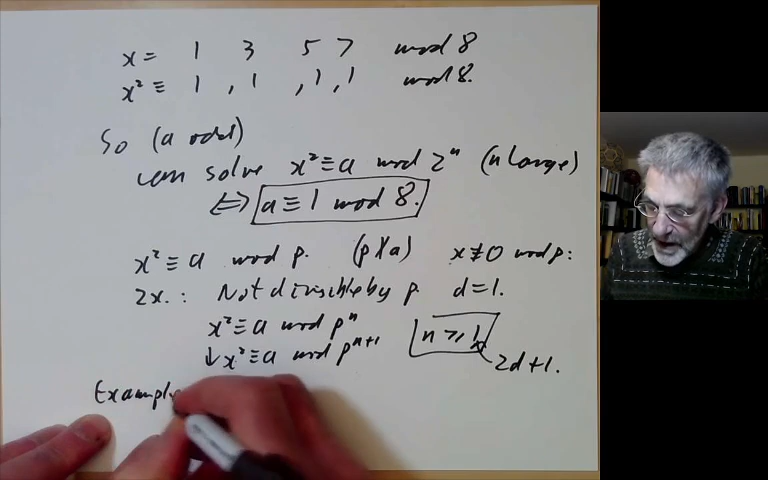 x = 1 3 5 7 mod 8
x² ≡ 1 , 1 , 1 , 1 mod 8.
So (a odd)
can solve x² ≡ a mod 2ⁿ (n large)
⇔ a ≡ 1 mod 8.
x² ≡ a mod p. (p ∤ a) x ≢ 0 mod p:
2x. : Not divisible by p. d = 1.
x² ≡ a mod pⁿ n ≥ 1
↓ x² ≡ a mod pⁿ⁺¹ 2d+1.
Example